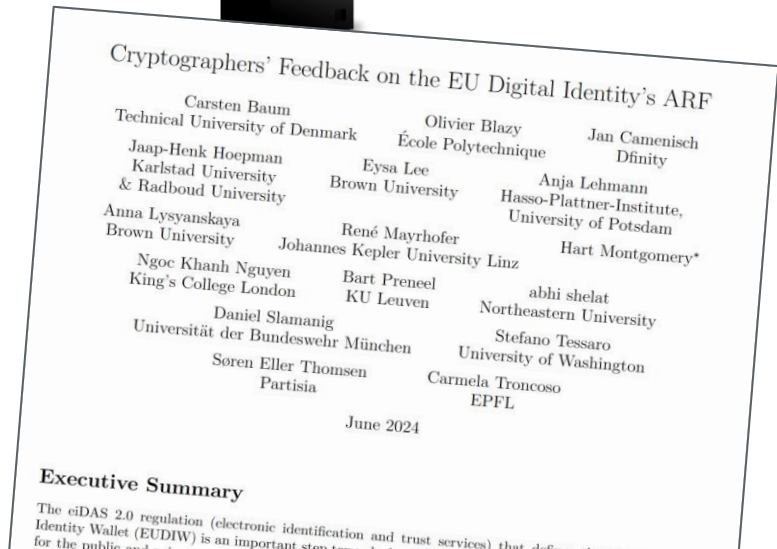 Cryptographers' Feedback on the EU Digital Identity's ARF
Carsten Baum
Technical University of Denmark
Olivier Blazy
École Polytechnique
Jan Camenisch
Dfinity
Jaap-Henk Hoepman
Karlstad University
& Radboud University
Eysa Lee
Brown University
Anja Lehmann
Hasso-Plattner-Institute,
University of Potsdam
Anna Lysyanskaya
Brown University
René Mayrhofer
Johannes Kepler University Linz
Hart Montgomery*
Ngoc Khanh Nguyen
King's College London
Bart Preneel
KU Leuven
abhi shelat
Northeastern University
Daniel Slamanig
Universität der Bundeswehr München
Stefano Tessaro
University of Washington
Søren Eller Thomsen
Partisia
Carmela Troncoso
EPFL
June 2024
Executive Summary
The eiDAS 2.0 regulation (electronic identification and trust services) that
Identity Wallet (EUDIW) is an important step
for the public and